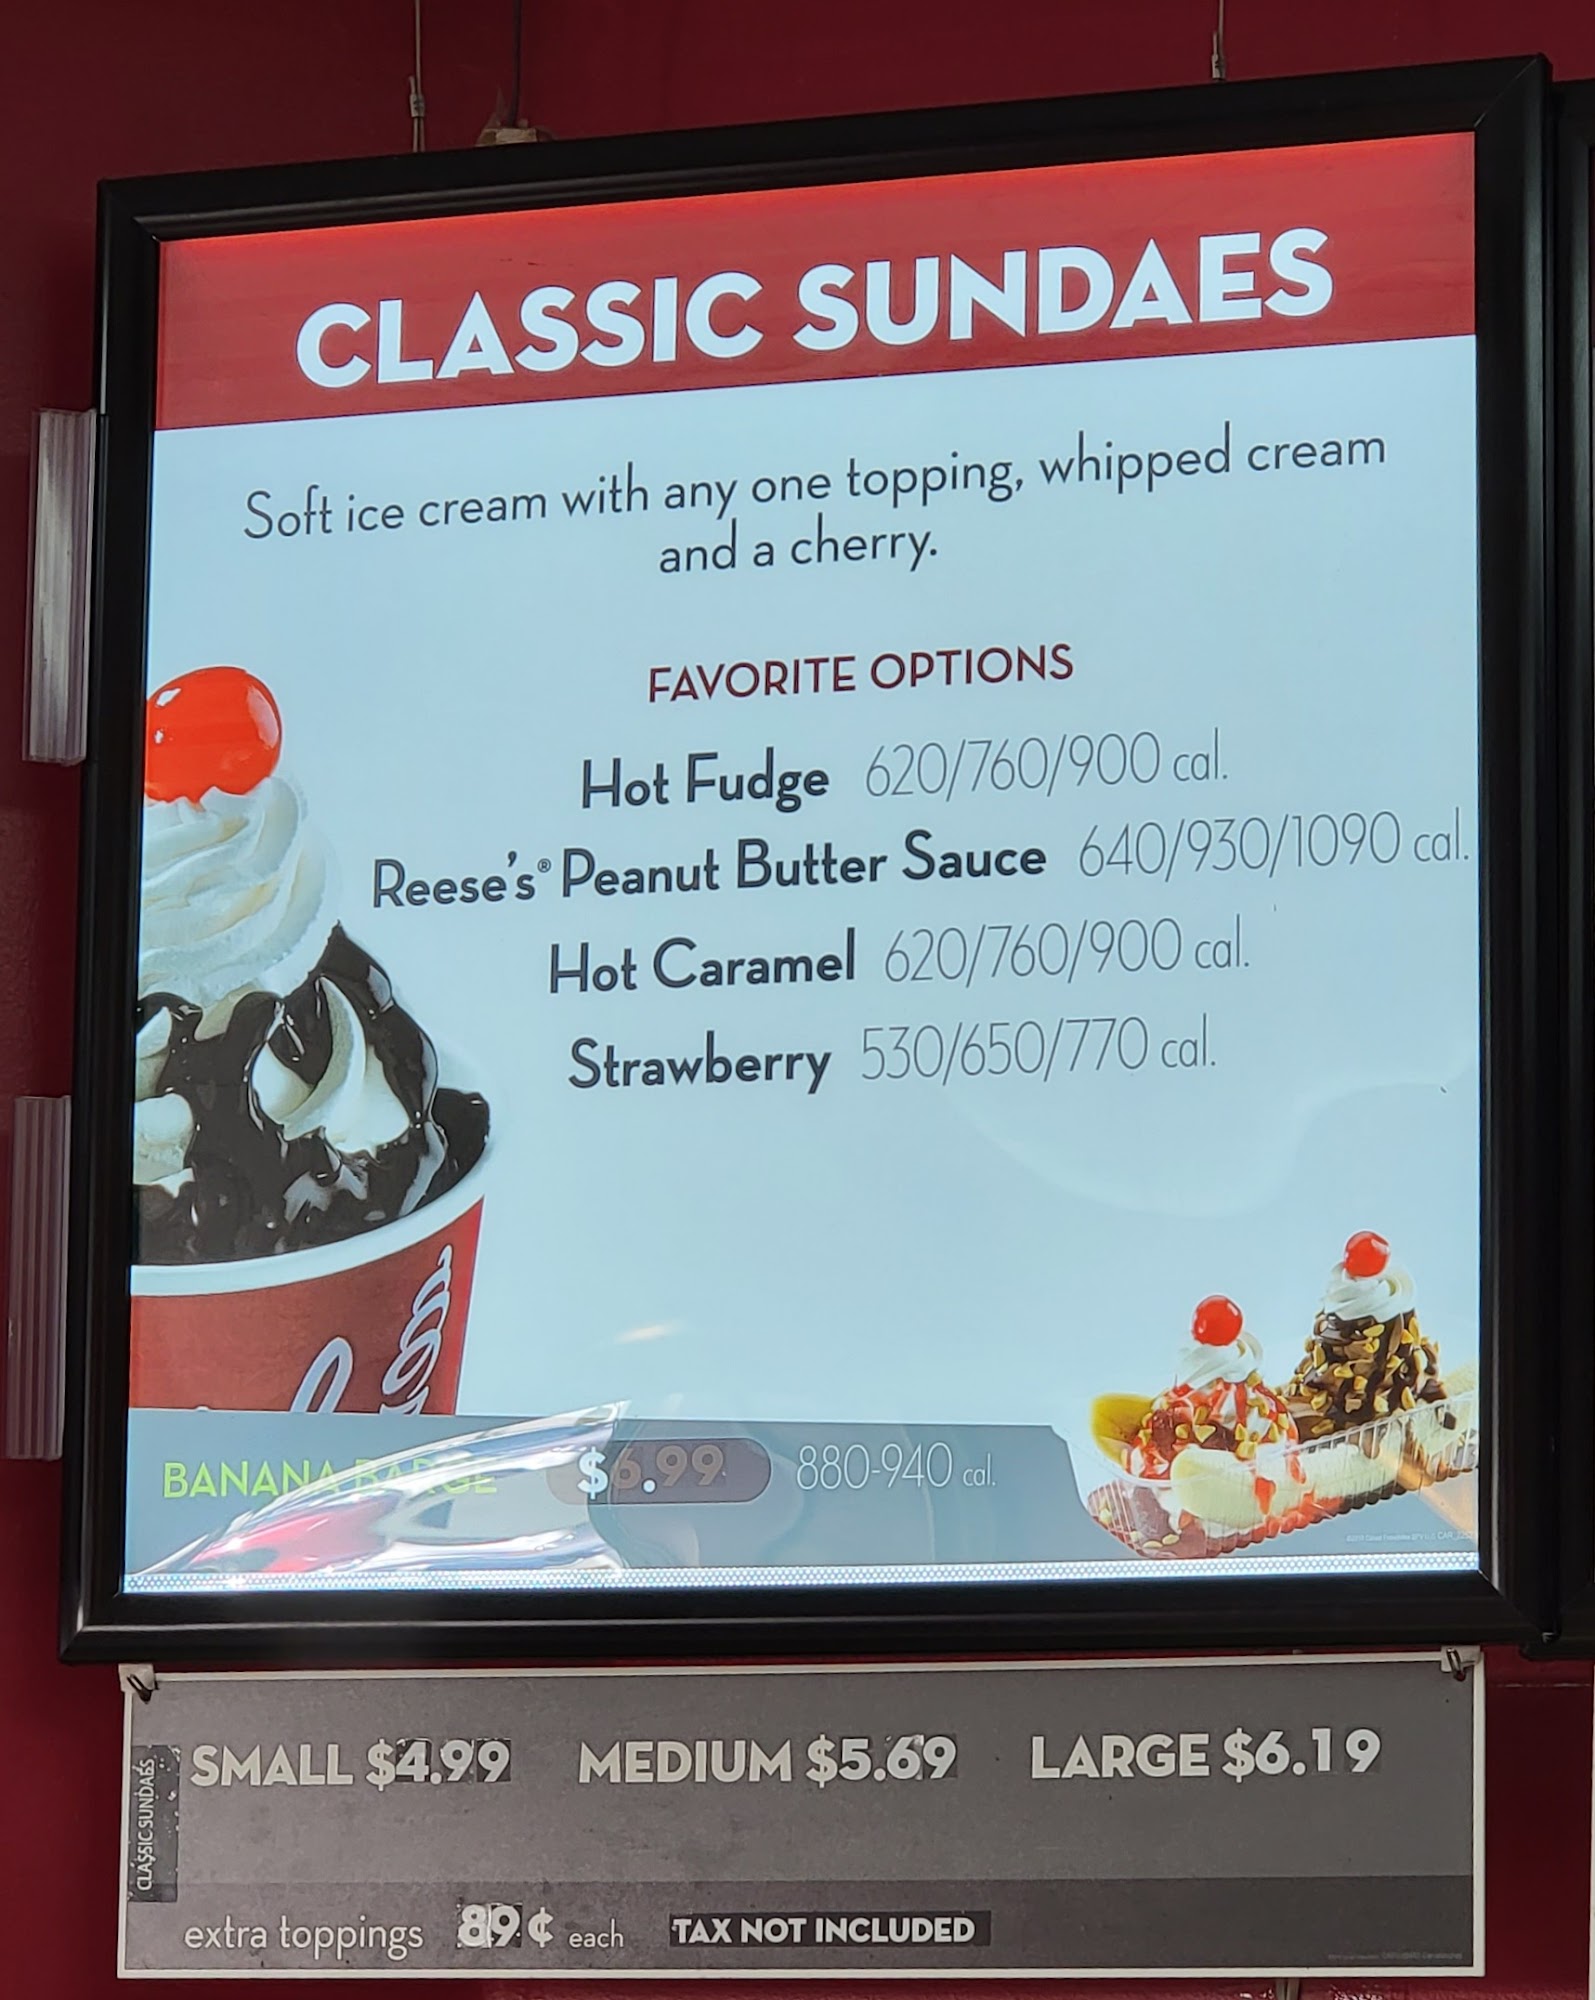 CLASSIC SUNDAES
Soft ice cream with any one topping, whipped cream
and a cherry.
FAVORITE OPTIONS
Hot Fudge 620/760/900 cal.
Reese's® Peanut Butter Sauce 640/930/1090 cal.
Hot Caramel 620/760/900 cal.
Strawberry 530/650/770 cal.
BANANA BARGE $6.99 880-940 cal.
CLASSIC SUNDAES
SMALL $4.99 MEDIUM $5.69 LARGE $6.19
extra toppings 89¢ each TAX NOT INCLUDED